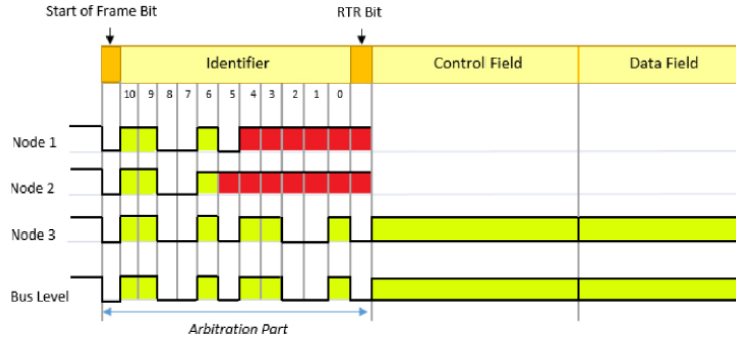 Start of Frame Bit
RTR Bit
Identifier
Control Field
Data Field
10 9 8 7 6 5 4 3 2 1 0
Node 1
Node 2
Node 3
Bus Level
Arbitration Part